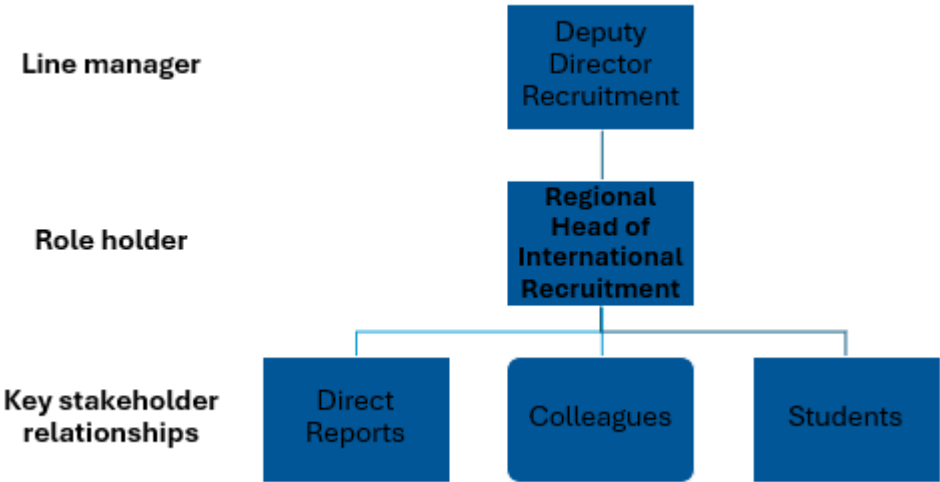 Line manager
Deputy
Director
Recruitment
Role holder
Regional
Head of
International
Recruitment
Key stakeholder
relationships
Direct
Reports
Colleagues
Students